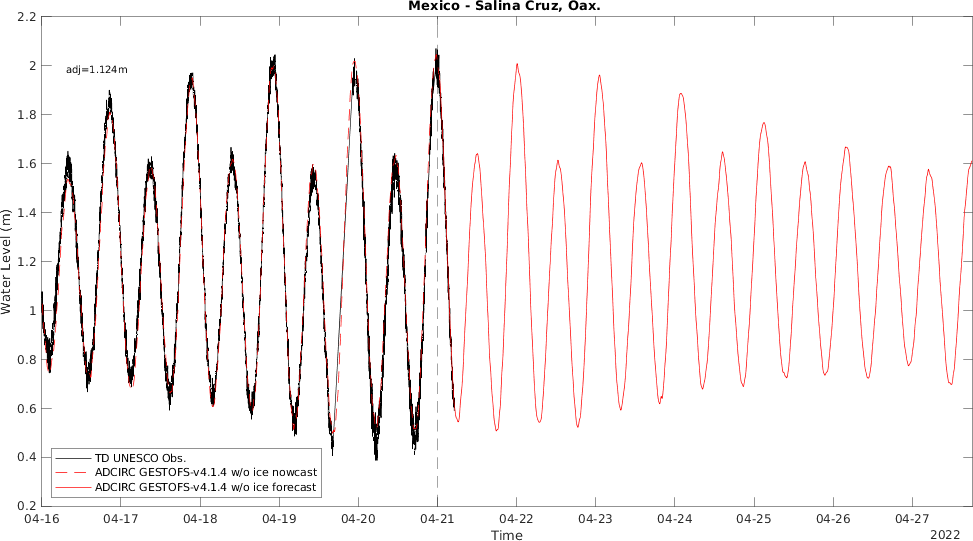 Mexico - Salina Cruz, Oax.
adj=1.124m
Water Level (m)
2.2
2
1.8
1.6
1.4
1.2
1
0.8
0.6
0.4
0.2
TD UNESCO Obs.
ADCIRC GESTOFS-v4.1.4 w/o ice nowcast
ADCIRC GESTOFS-v4.1.4 w/o ice forecast
04-16 04-17 04-18 04-19 04-20 04-21 04-22 04-23 04-24 04-25 04-26 04-27
Time
2022